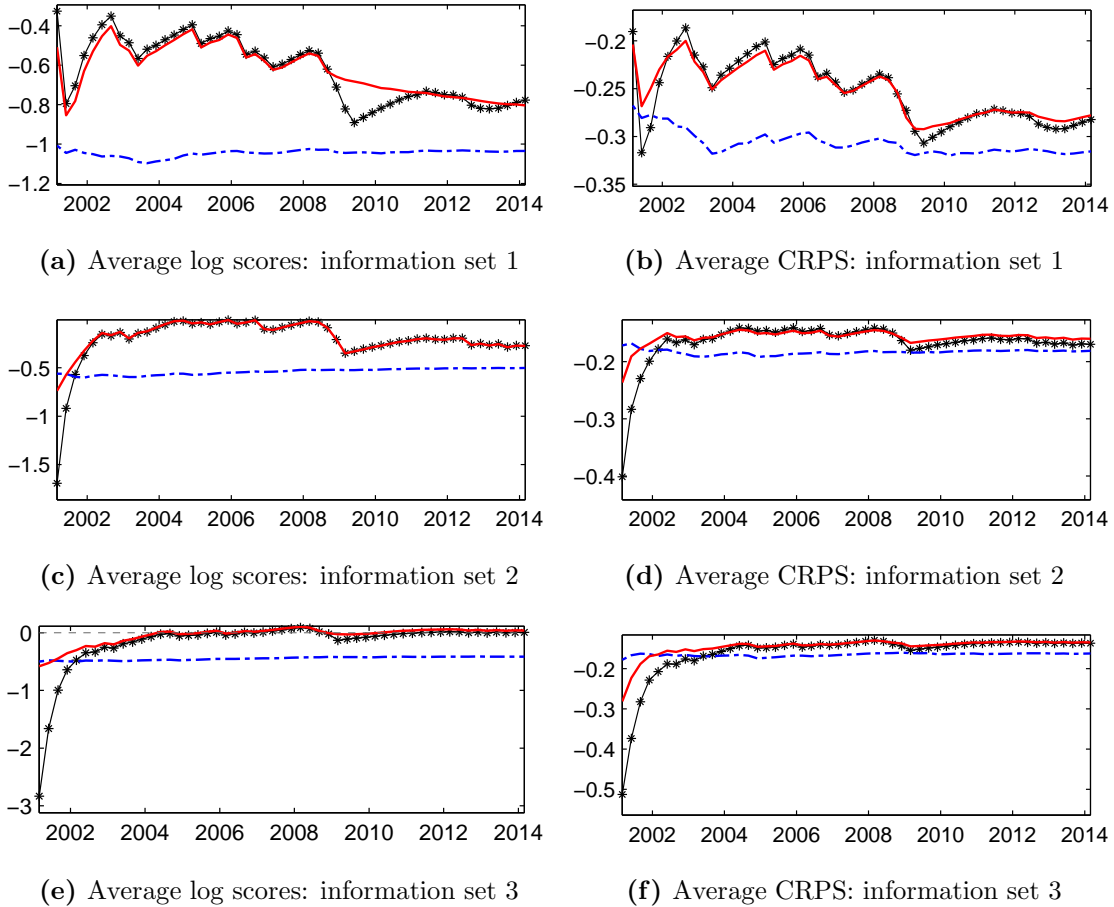 −0.4
−0.6
−0.8
−1
−1.2
2002 2004 2006 2008 2010 2012 2014
(a) Average log scores: information set 1
−0.2
−0.25
−0.3
−0.35
2002 2004 2006 2008 2010 2012 2014
(b) Average CRPS: information set 1
−0.5
−1
−1.5
2002 2004 2006 2008 2010 2012 2014
(c) Average log scores: information set 2
−0.2
−0.3
−0.4
2002 2004 2006 2008 2010 2012 2014
(d) Average CRPS: information set 2
0
−1
−2
−3
2002 2004 2006 2008 2010 2012 2014
(e) Average log scores: information set 3
−0.2
−0.3
−0.4
−0.5
2002 2004 2006 2008 2010 2012 2014
(f) Average CRPS: information set 3